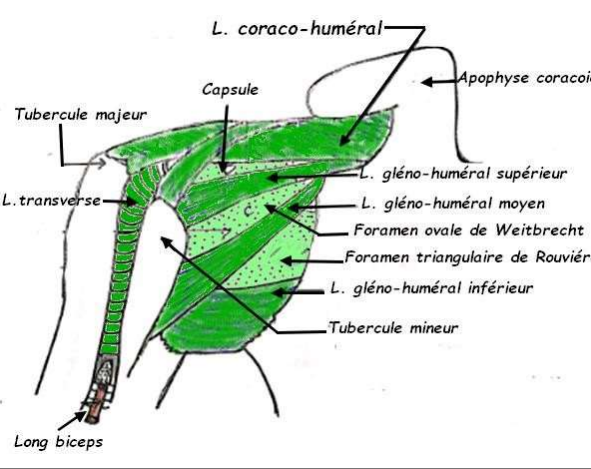 L. coraco-huméral
Apophyse coracoï
Capsule
Tubercule majeur
L. gléno-huméral supérieur
L.transverse
L. gléno-huméral moyen
Foramen ovale de Weitbrecht
Foramen triangulaire de Rouviér
L. gléno-huméral inférieur
Tubercule mineur
Long biceps